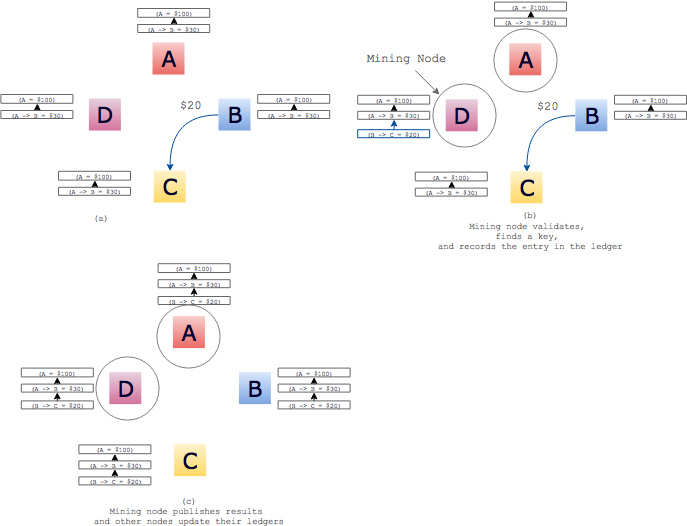 (A = $100)
(A -> B = $30)
A
(A = $100)
(A -> B = $30)
D
$20
B
(A = $100)
(A -> B = $30)
(A = $100)
(A -> B = $30)
C
(a)
(A = $100)
(A -> B = $30)
A
Mining Node
(A = $100)
(A -> B = $30)
(B -> C = $20)
D
$20
B
(A = $100)
(A -> B = $30)
(A = $100)
(A -> B = $30)
C
(b)
Mining node validates,
finds a key,
and records the entry in the ledger
(A = $100)
(A -> B = $30)
(B -> C = $20)
A
(A = $100)
(A -> B = $30)
(B -> C = $20)
D
B
(A = $100)
(A -> B = $30)
(B -> C = $20)
(A = $100)
(A -> B = $30)
(B -> C = $20)
C
(c)
Mining node publishes results
and other nodes update their ledgers